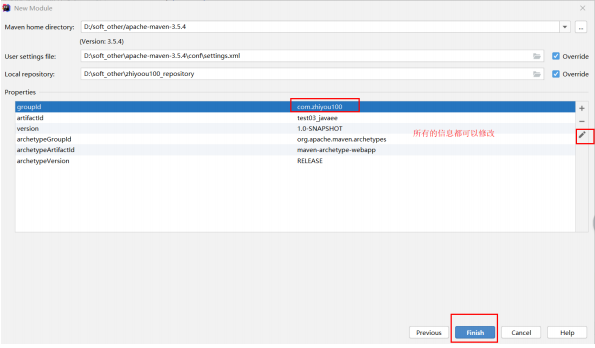 New Module
Maven home directory: D:/soft_other/apache-maven-3.5.4
(Version: 3.5.4)
User settings file: D:\soft_other\apache-maven-3.5.4\conf\settings.xml Override
Local repository: D:\soft_other\zhiyoou100_repository Override
Properties
groupId com.zhiyou100
artifactId test03_javaee
version 1.0-SNAPSHOT
archetypeGroupId org.apache.maven.archetypes
archetypeArtifactId maven-archetype-webapp
archetypeVersion RELEASE
所有的信息都可以修改
Previous Finish Cancel Help